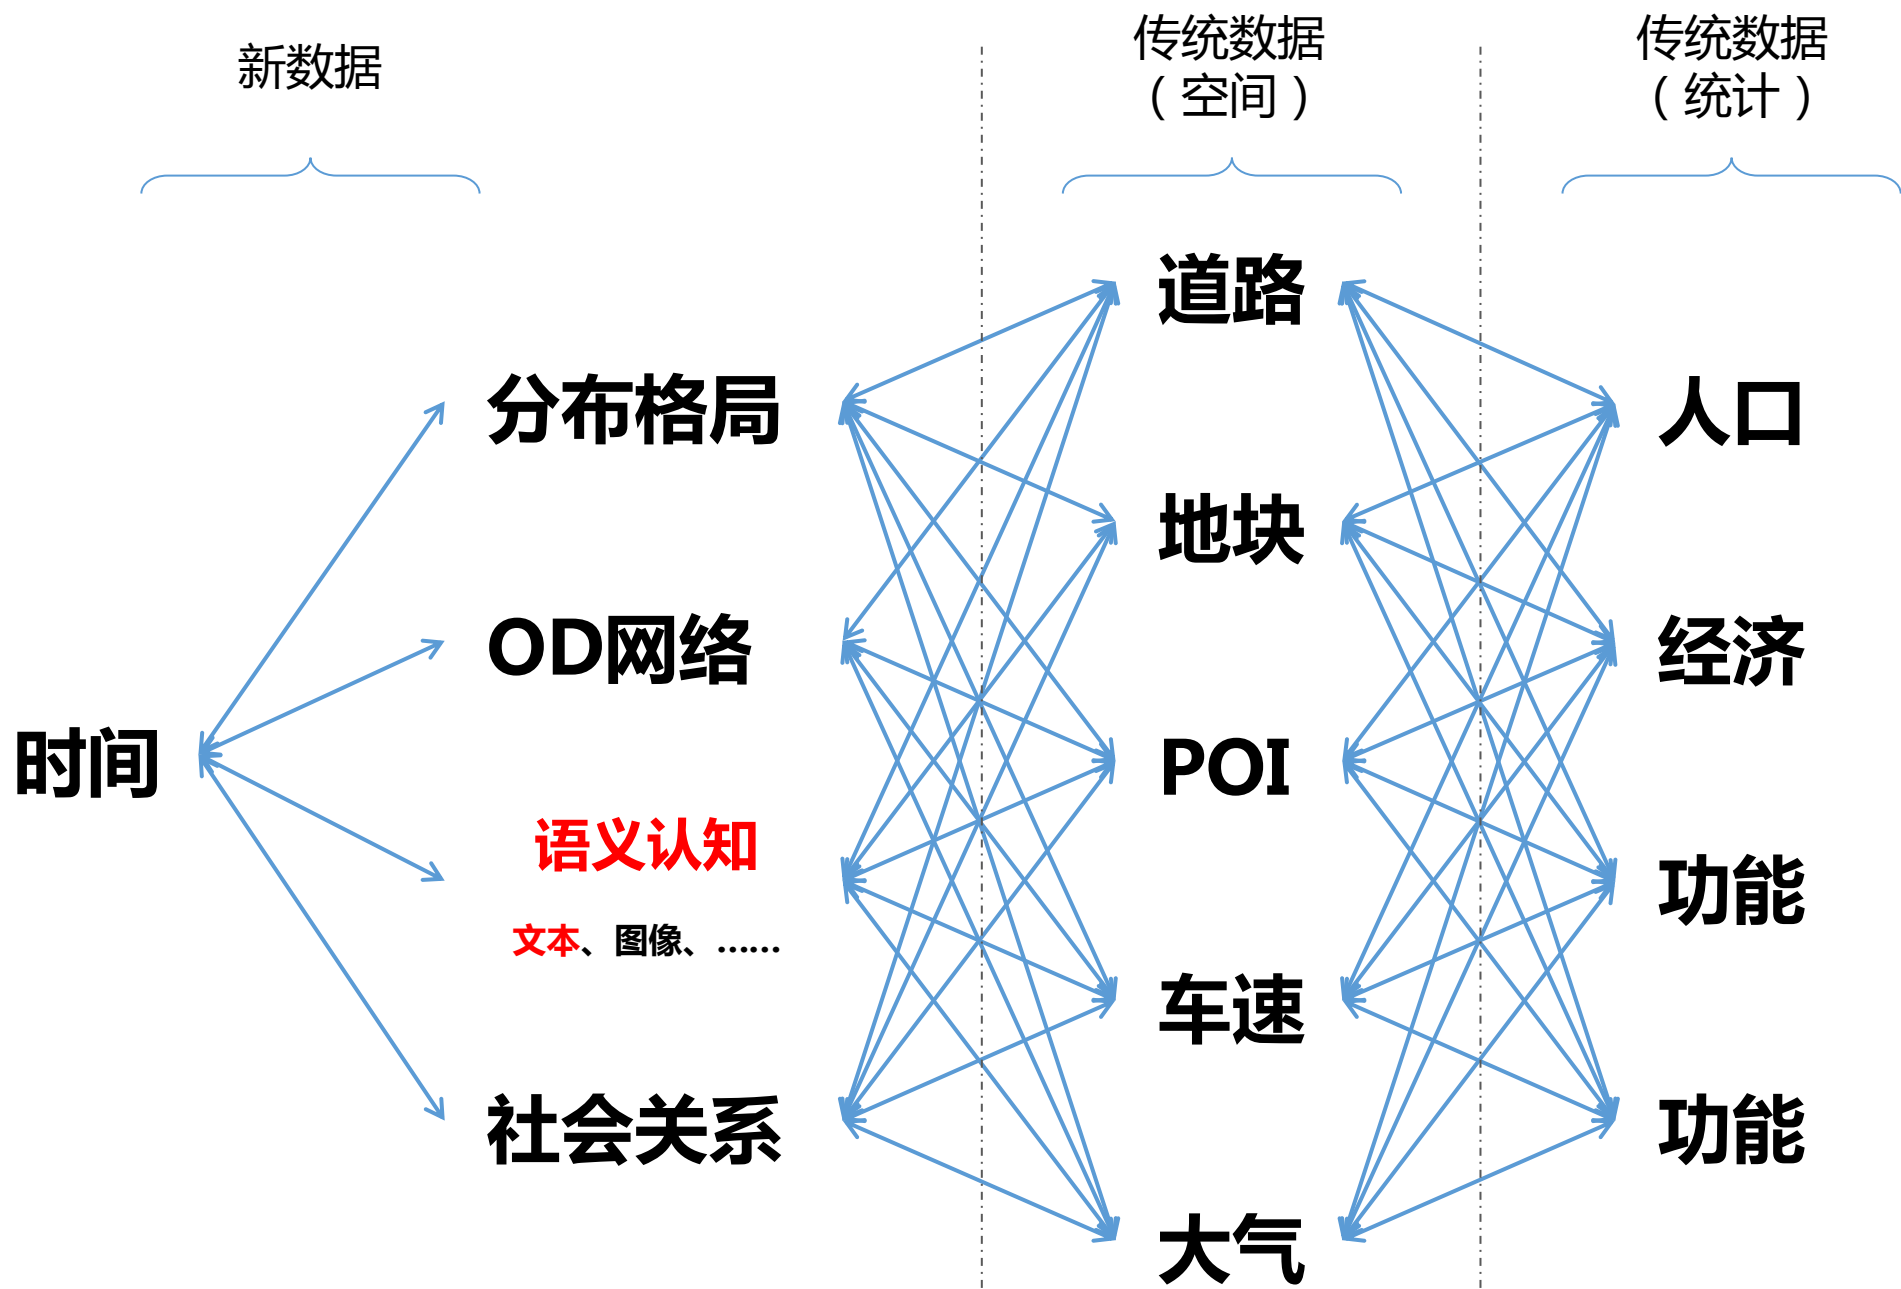 新数据
传统数据
（空间）
传统数据
（统计）
时间
分布格局
OD网络
语义认知
文本、图像、……
社会关系
道路
地块
POI
车速
大气
人口
经济
功能
功能